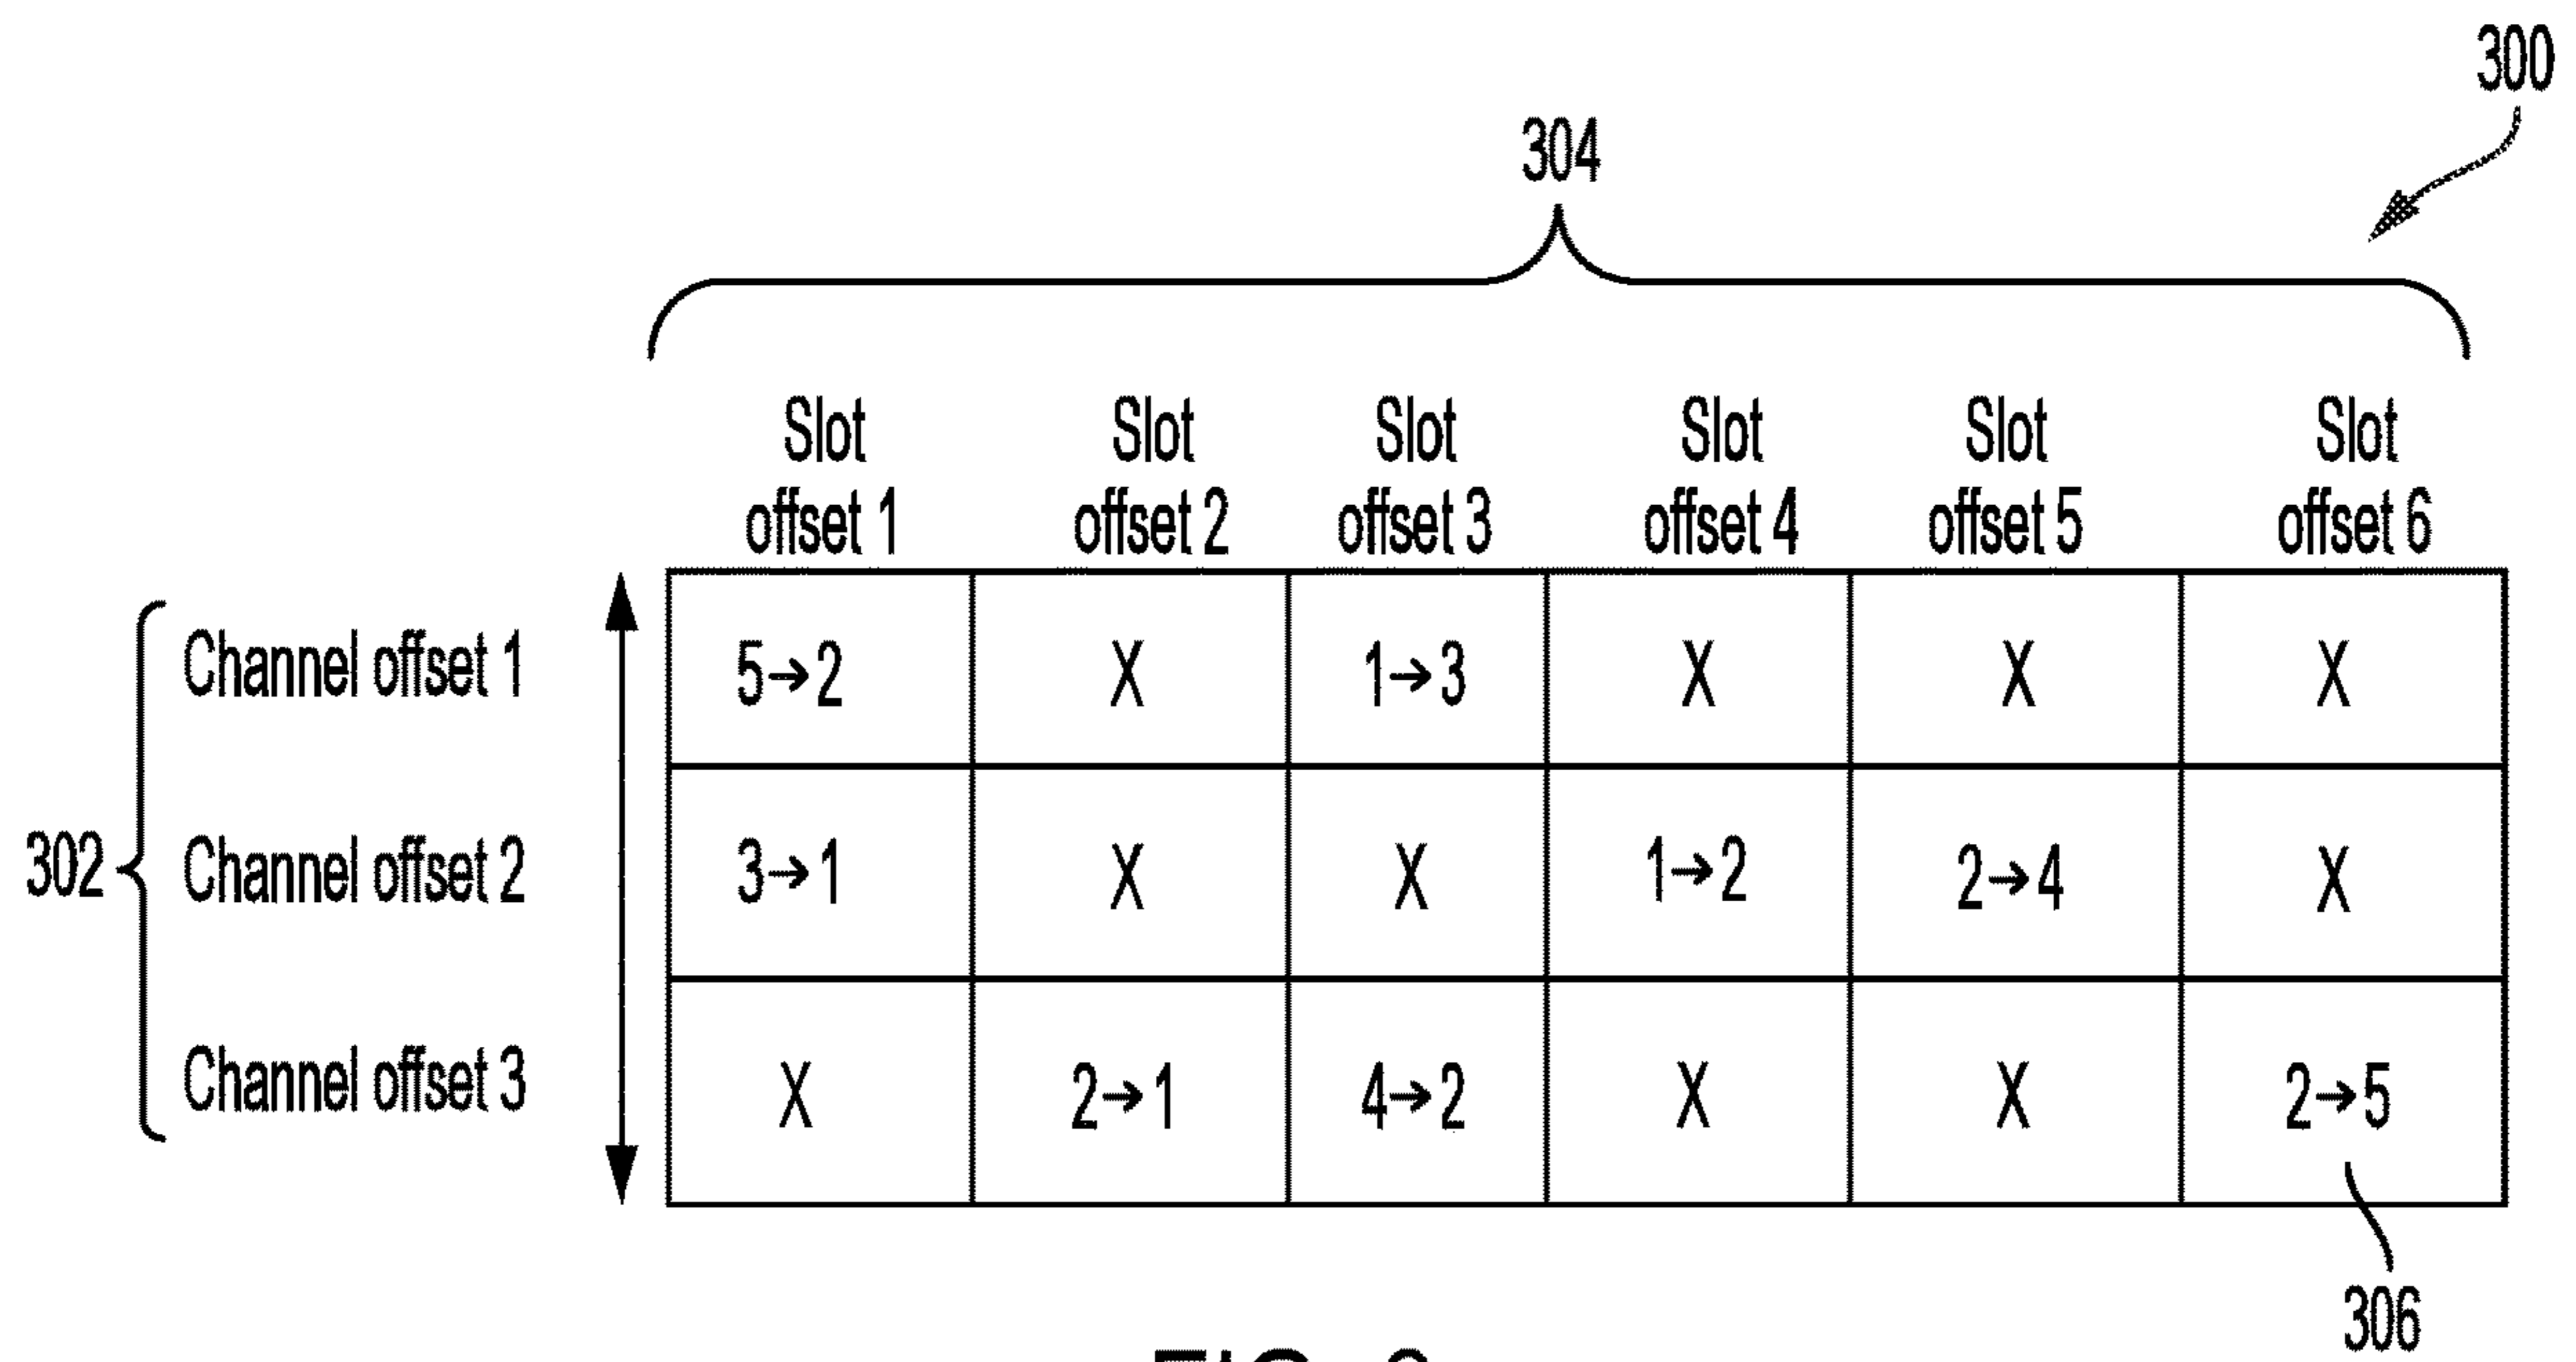 300
304
Slot offset 1 Slot offset 2 Slot offset 3 Slot offset 4 Slot offset 5 Slot offset 6
302
Channel offset 1 5→2 X 1→3 X X X
Channel offset 2 3→1 X X 1→2 2→4 X
Channel offset 3 X 2→1 4→2 X X 2→5
306